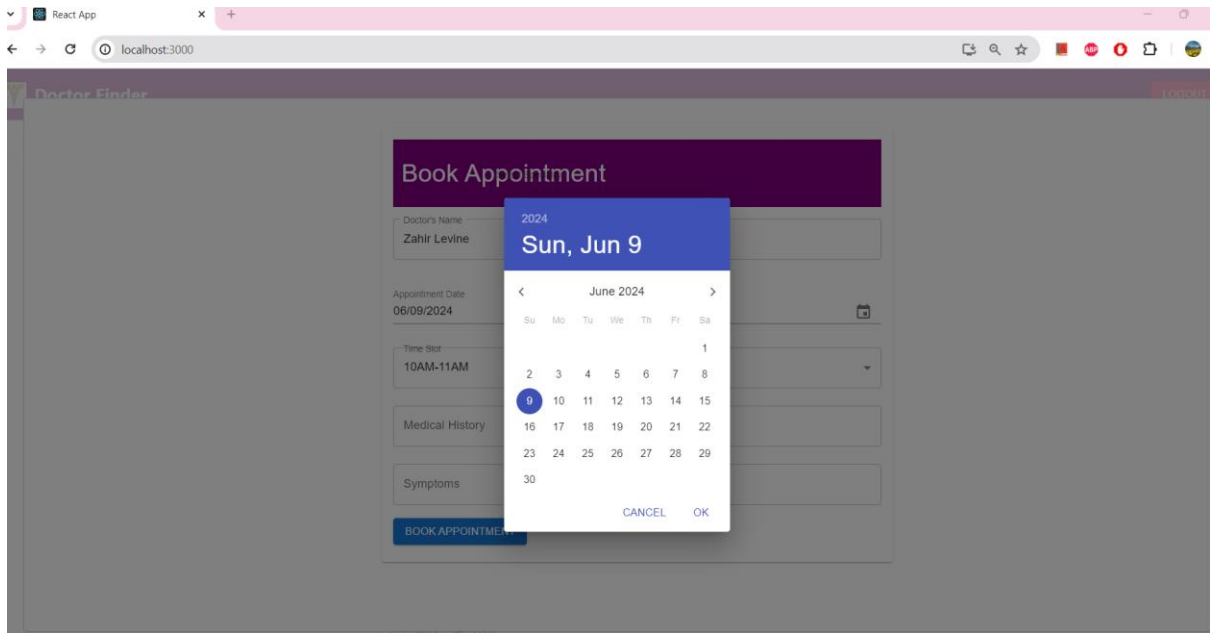 React App
localhost:3000
ABP
Doctor Finder
LOGOUT
Book Appointment
Doctor's Name
Zahir Levine
Appointment Date
06/09/2024
Time Slot
10AM-11AM
Medical History
Symptoms
BOOK APPOINTMENT
2024
Sun, Jun 9
June 2024
Su Mo Tu We Th Fr Sa
1
2 3 4 5 6 7 8
9 10 11 12 13 14 15
16 17 18 19 20 21 22
23 24 25 26 27 28 29
30
CANCEL OK